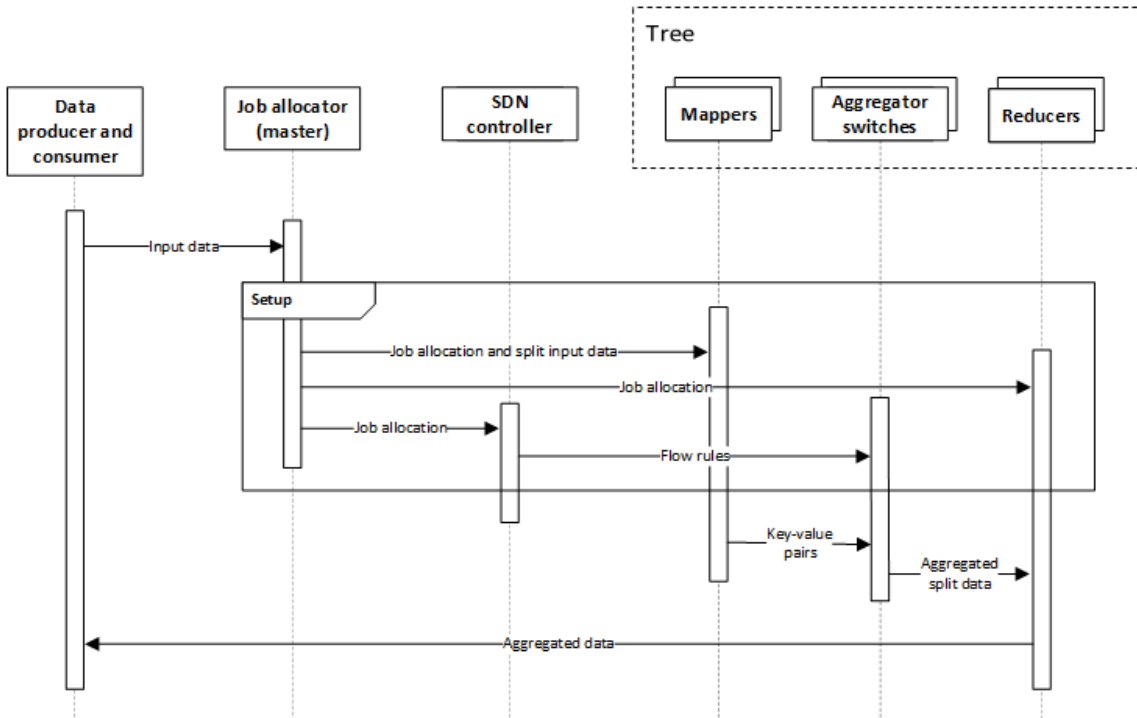 Tree
Data
producer and
consumer
Job allocator
(master)
SDN
controller
Mappers
Aggregator
switches
Reducers
Input data
Setup
Job allocation and split input data
Job allocation
Job allocation
Flow rules
Key-value
pairs
Aggregated
split data
Aggregated data